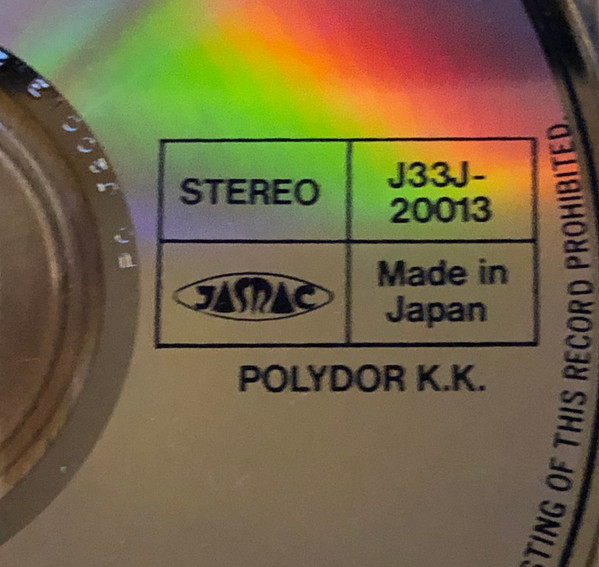 STEREO
J33J-
20013
JASRAC
Made in
Japan
POLYDOR K.K.
STING OF THIS RECORD PROHIBITED.